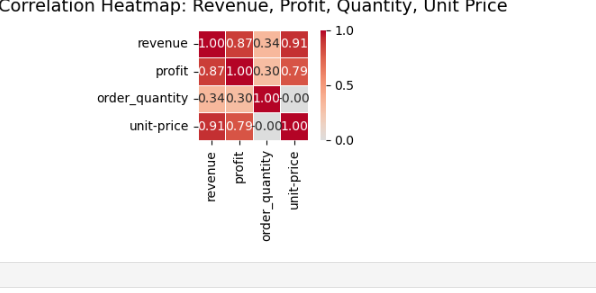 Correlation Heatmap: Revenue, Profit, Quantity, Unit Price
revenue 1.00 0.87 0.34 0.91 1.0
profit 0.87 1.00 0.30 0.79
0.5
order_quantity 0.34 0.30 1.00 -0.00
unit-price 0.91 0.79 -0.00 1.00 0.0
revenue
profit
order_quantity
unit-price